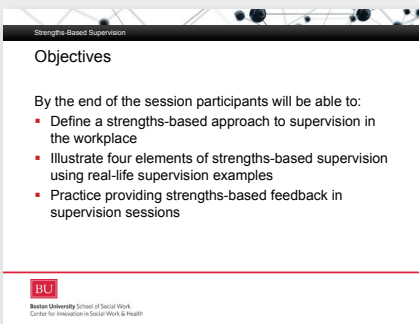 Strengths-Based Supervision
Objectives
By the end of the session participants will be able to:
▪ Define a strengths-based approach to supervision in
the workplace
▪ Illustrate four elements of strengths-based supervision
using real-life supervision examples
▪ Practice providing strengths-based feedback in
supervision sessions
BU
Boston University School of Social Work
Center for Innovation in Social Work & Health